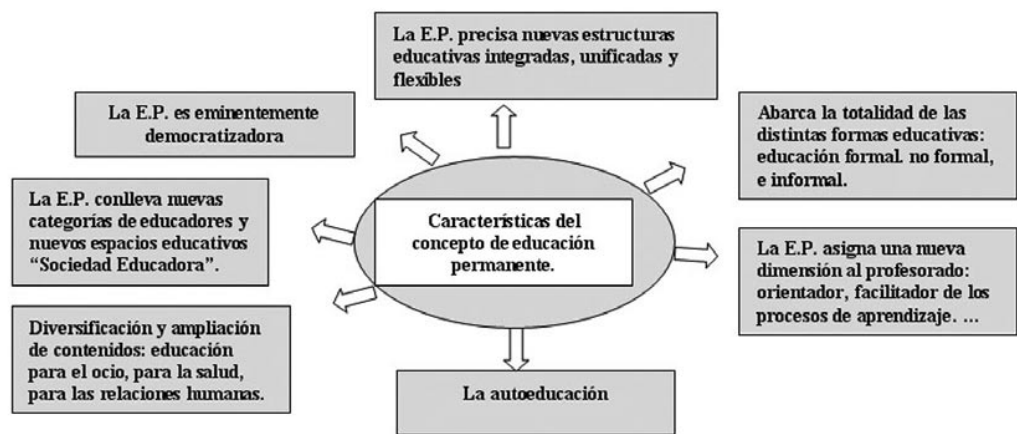 La E.P. precisa nuevas estructuras
educativas integradas, unificadas y
flexibles
La E.P. es eminentemente
democratizadora
Abarca la totalidad de las
distintas formas educativas:
educación formal. no formal,
e informal.
La E.P. conlleva nuevas
categorías de educadores y
nuevos espacios educativos
“Sociedad Educadora”.
Características del
concepto de educación
permanente.
La E.P. asigna una nueva
dimensión al profesorado:
orientador, facilitador de los
procesos de aprendizaje. …
Diversificación y ampliación
de contenidos: educación
para el ocio, para la salud,
para las relaciones humanas.
La autoeducación